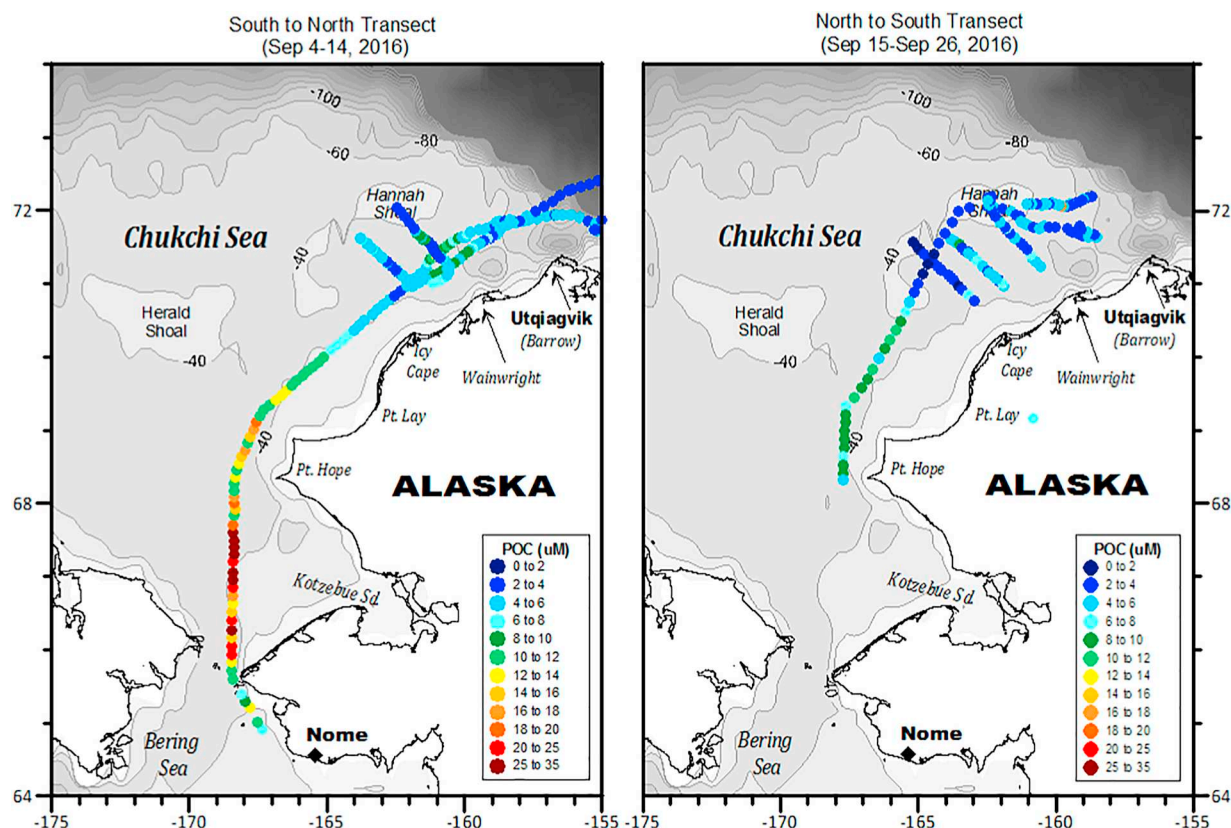 South to North Transect
(Sep 4-14, 2016)
-100
-80
-60
72
Hannah
Shoal
Chukchi Sea
-40
Herald
Shoal
Utqiagvik
(Barrow)
-40
Icy
Cape
Wainwright
Pt. Lay
-40
Pt. Hope
ALASKA
68
POC (uM)
0 to 2
2 to 4
4 to 6
6 to 8
8 to 10
10 to 12
12 to 14
14 to 16
16 to 18
18 to 20
20 to 25
25 to 35
Kotzebue Sd.
Nome
Bering
Sea
64
-175
-170
-165
-160
-155
North to South Transect
(Sep 15-Sep 26, 2016)
-100
-80
-60
72
Hannah
Shoal
Chukchi Sea
-40
Herald
Shoal
Utqiagvik
(Barrow)
-40
Icy
Cape
Wainwright
Pt. Lay
-40
Pt. Hope
ALASKA
68
POC (uM)
0 to 2
2 to 4
4 to 6
6 to 8
8 to 10
10 to 12
12 to 14
14 to 16
16 to 18
18 to 20
20 to 25
25 to 35
Kotzebue Sd.
Nome
Bering
Sea
64
-175
-170
-165
-160
-155